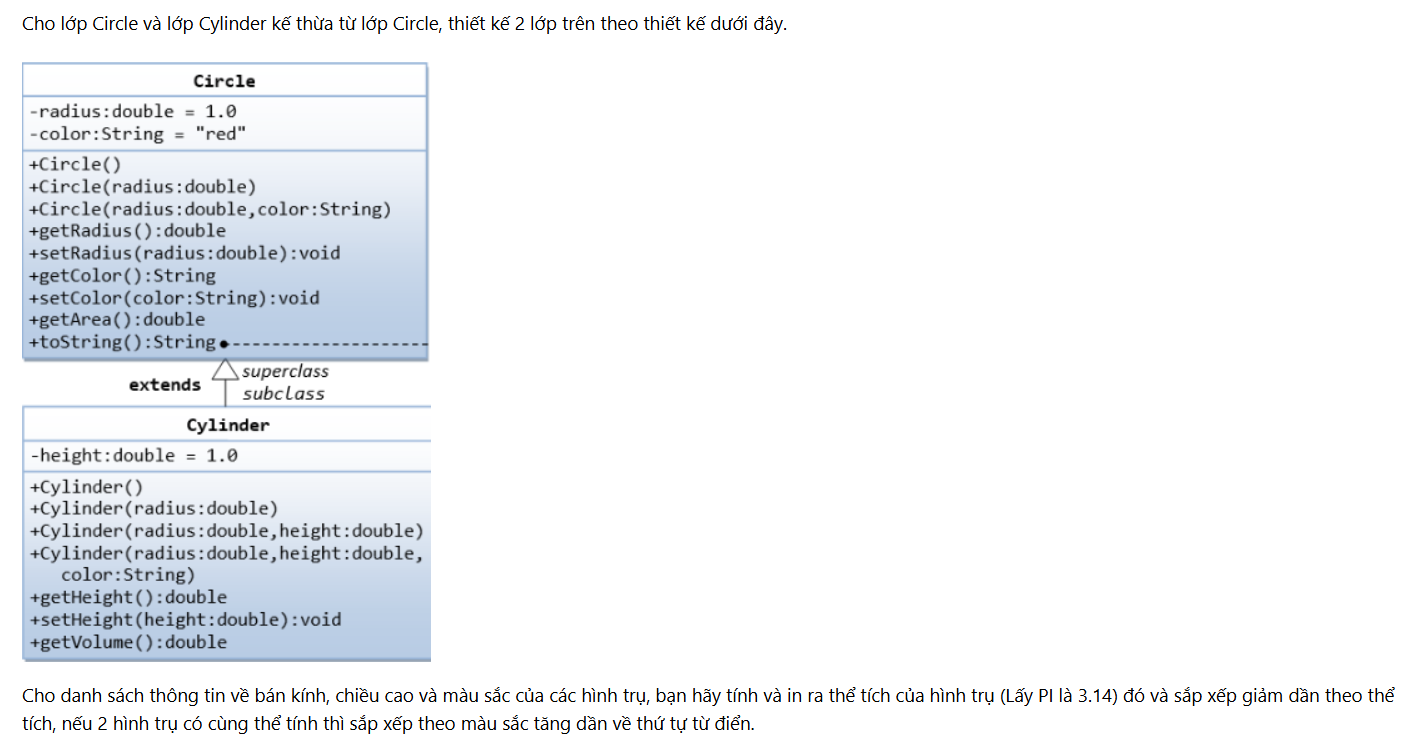 Cho lớp Circle và lớp Cylinder kế thừa từ lớp Circle, thiết kế 2 lớp trên theo thiết kế dưới đây.
Circle
-radius:double = 1.0
-color:String = "red"
+Circle()
+Circle(radius:double)
+Circle(radius:double,color:String)
+getRadius():double
+setRadius(radius:double):void
+getColor():String
+setColor(color:String):void
+getArea():double
+toString():String
superclass
extends
subclass
Cylinder
-height:double = 1.0
+Cylinder()
+Cylinder(radius:double)
+Cylinder(radius:double,height:double)
+Cylinder(radius:double,height:double,
color:String)
+getHeight():double
+setHeight(height:double):void
+getVolume():double
Cho danh sách thông tin về bán kính, chiều cao và màu sắc của các hình trụ, bạn hãy tính và in ra thể tích của hình trụ (Lấy PI là 3.14) đó và sắp xếp giảm dần theo thể
tích, nếu 2 hình trụ có cùng thể tính thì sắp xếp theo màu sắc tăng dần về thứ tự từ điển.